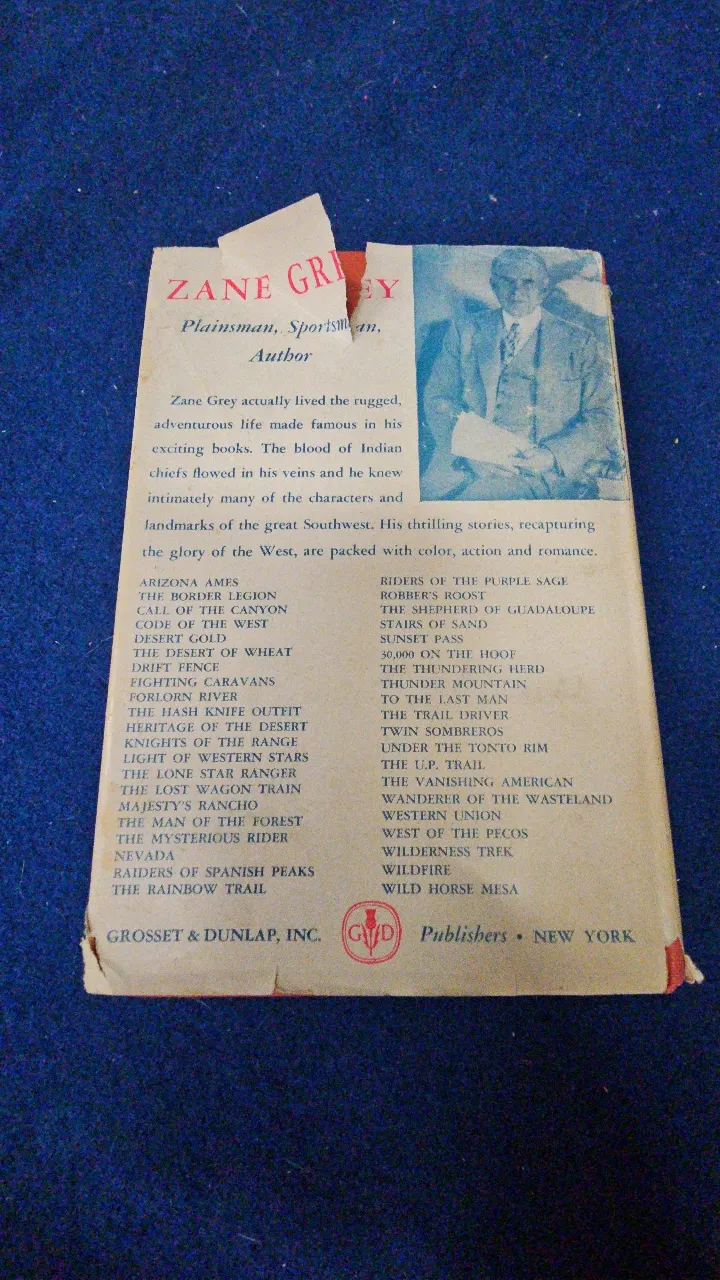 ZANE GREY
Plainsman, Sportsman,
Author
Zane Grey actually lived the rugged,
adventurous life made famous in his
exciting books. The blood of Indian
chiefs flowed in his veins and he knew
intimately many of the characters and
landmarks of the great Southwest. His thrilling stories, recapturing
the glory of the West, are packed with color, action and romance.
ARIZONA AMES
THE BORDER LEGION
CALL OF THE CANYON
CODE OF THE WEST
DESERT GOLD
THE DESERT OF WHEAT
DRIFT FENCE
FIGHTING CARAVANS
FORLORN RIVER
THE HASH KNIFE OUTFIT
HERITAGE OF THE DESERT
KNIGHTS OF THE RANGE
LIGHT OF WESTERN STARS
THE LONE STAR RANGER
THE LOST WAGON TRAIN
MAJESTY'S RANCHO
THE MAN OF THE FOREST
THE MYSTERIOUS RIDER
NEVADA
RAIDERS OF SPANISH PEAKS
THE RAINBOW TRAIL
RIDERS OF THE PURPLE SAGE
ROBBER'S ROOST
THE SHEPHERD OF GUADALOUPE
STAIRS OF SAND
SUNSET PASS
30,000 ON THE HOOF
THE THUNDERING HERD
THUNDER MOUNTAIN
TO THE LAST MAN
THE TRAIL DRIVER
TWIN SOMBREROS
UNDER THE TONTO RIM
THE U.P. TRAIL
THE VANISHING AMERICAN
WANDERER OF THE WASTELAND
WESTERN UNION
WEST OF THE PECOS
WILDERNESS TREK
WILDFIRE
WILD HORSE MESA
GROSSET & DUNLAP, INC. G D Publishers • NEW YORK